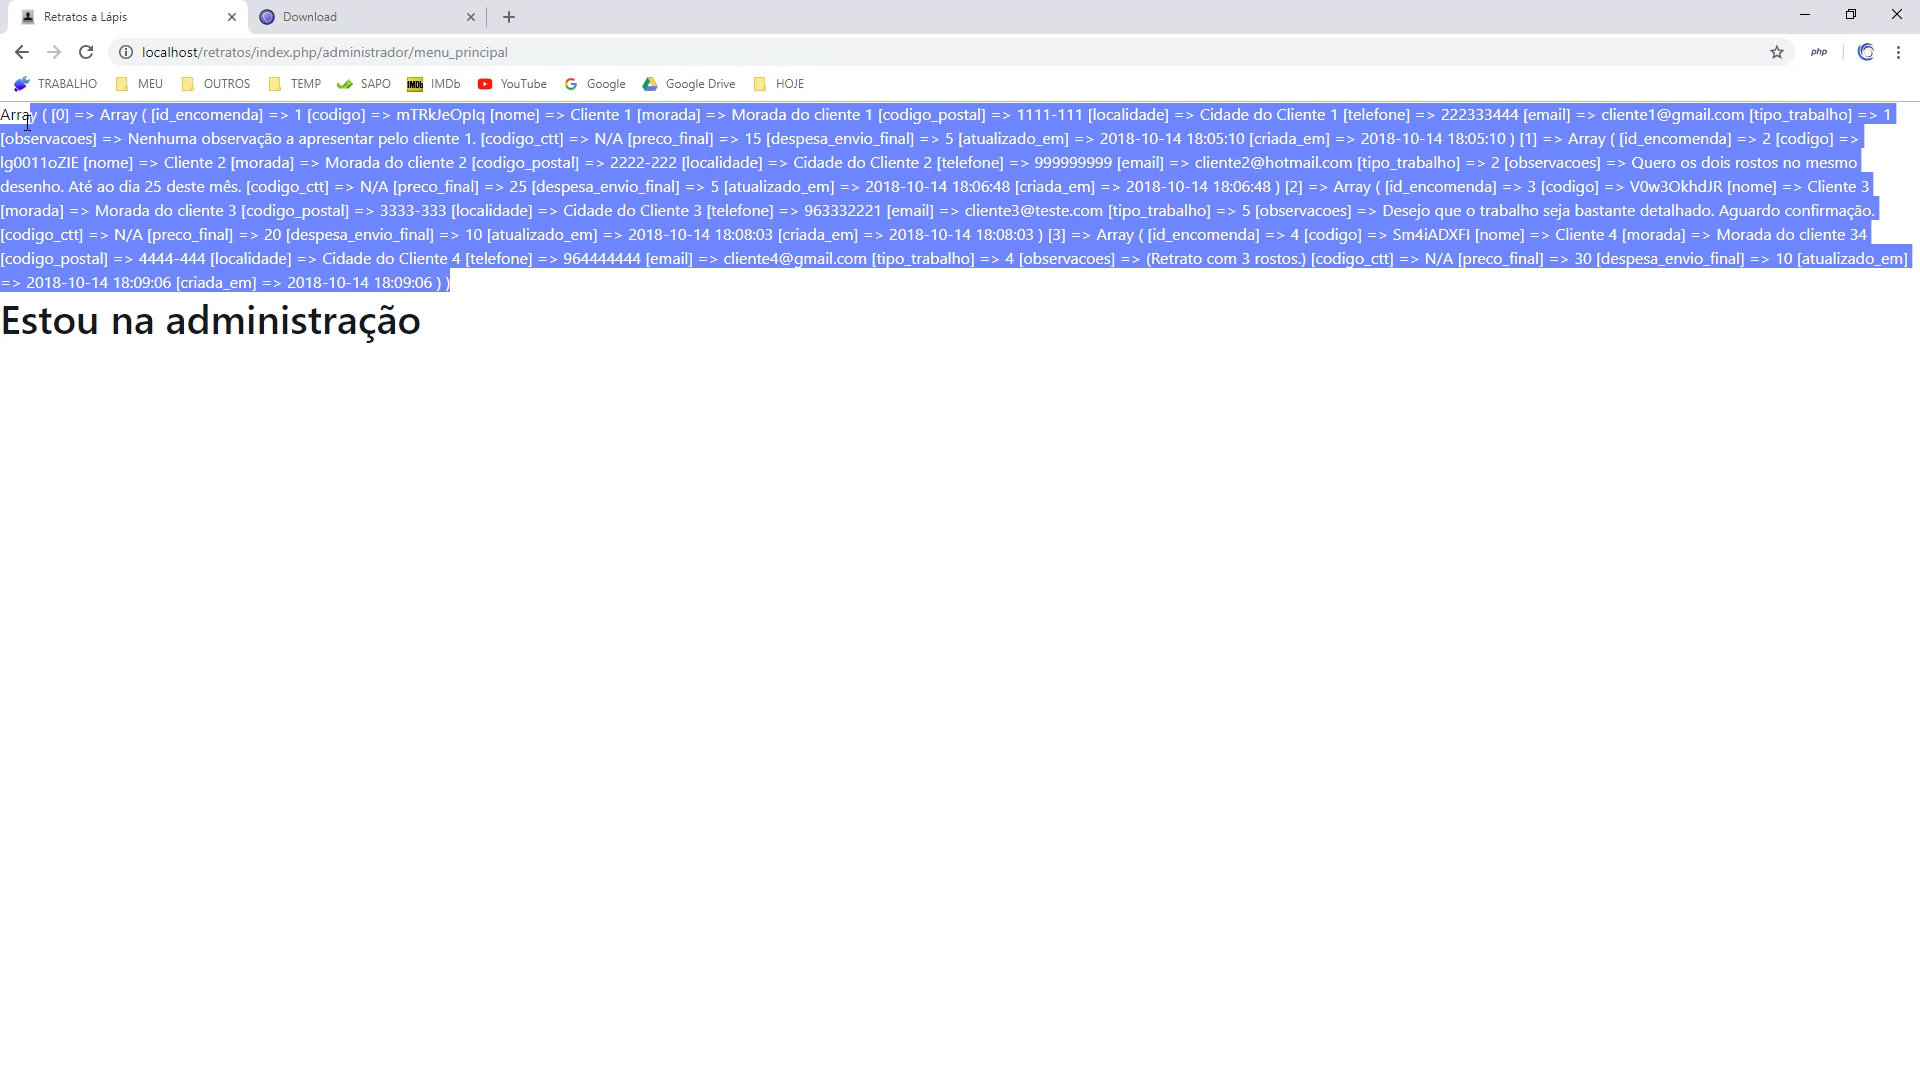 Retratos a Lápis
Download
localhost/retratos/index.php/administrador/menu_principal
php
TRABALHO MEU OUTROS TEMP SAPO IMDb IMDb YouTube Google Google Drive HOJE
Array ( [0] => Array ( [id_encomenda] => 1 [codigo] => mTRkJeOpIq [nome] => Cliente 1 [morada] => Morada do cliente 1 [codigo_postal] => 1111-111 [localidade] => Cidade do Cliente 1 [telefone] => 222333444 [email] => cliente1@gmail.com [tipo_trabalho] => 1
[observacoes] => Nenhuma observação a apresentar pelo cliente 1. [codigo_ctt] => N/A [preco_final] => 15 [despesa_envio_final] => 5 [atualizado_em] => 2018-10-14 18:05:10 [criada_em] => 2018-10-14 18:05:10 ) [1] => Array ( [id_encomenda] => 2 [codigo] =>
lg0011oZIE [nome] => Cliente 2 [morada] => Morada do cliente 2 [codigo_postal] => 2222-222 [localidade] => Cidade do Cliente 2 [telefone] => 999999999 [email] => cliente2@hotmail.com [tipo_trabalho] => 2 [observacoes] => Quero os dois rostos no mesmo
desenho. Até ao dia 25 deste mês. [codigo_ctt] => N/A [preco_final] => 25 [despesa_envio_final] => 5 [atualizado_em] => 2018-10-14 18:06:48 [criada_em] => 2018-10-14 18:06:48 ) [2] => Array ( [id_encomenda] => 3 [codigo] => V0w3OkhdJR [nome] => Cliente 3
[morada] => Morada do cliente 3 [codigo_postal] => 3333-333 [localidade] => Cidade do Cliente 3 [telefone] => 963332221 [email] => cliente3@teste.com [tipo_trabalho] => 5 [observacoes] => Desejo que o trabalho seja bastante detalhado. Aguardo confirmação.
[codigo_ctt] => N/A [preco_final] => 20 [despesa_envio_final] => 10 [atualizado_em] => 2018-10-14 18:08:03 [criada_em] => 2018-10-14 18:08:03 ) [3] => Array ( [id_encomenda] => 4 [codigo] => Sm4iADXFI [nome] => Cliente 4 [morada] => Morada do cliente 34
[codigo_postal] => 4444-444 [localidade] => Cidade do Cliente 4 [telefone] => 964444444 [email] => cliente4@gmail.com [tipo_trabalho] => 4 [observacoes] => (Retrato com 3 rostos.) [codigo_ctt] => N/A [preco_final] => 30 [despesa_envio_final] => 10 [atualizado_em]
=> 2018-10-14 18:09:06 [criada_em] => 2018-10-14 18:09:06 ) )
Estou na administração